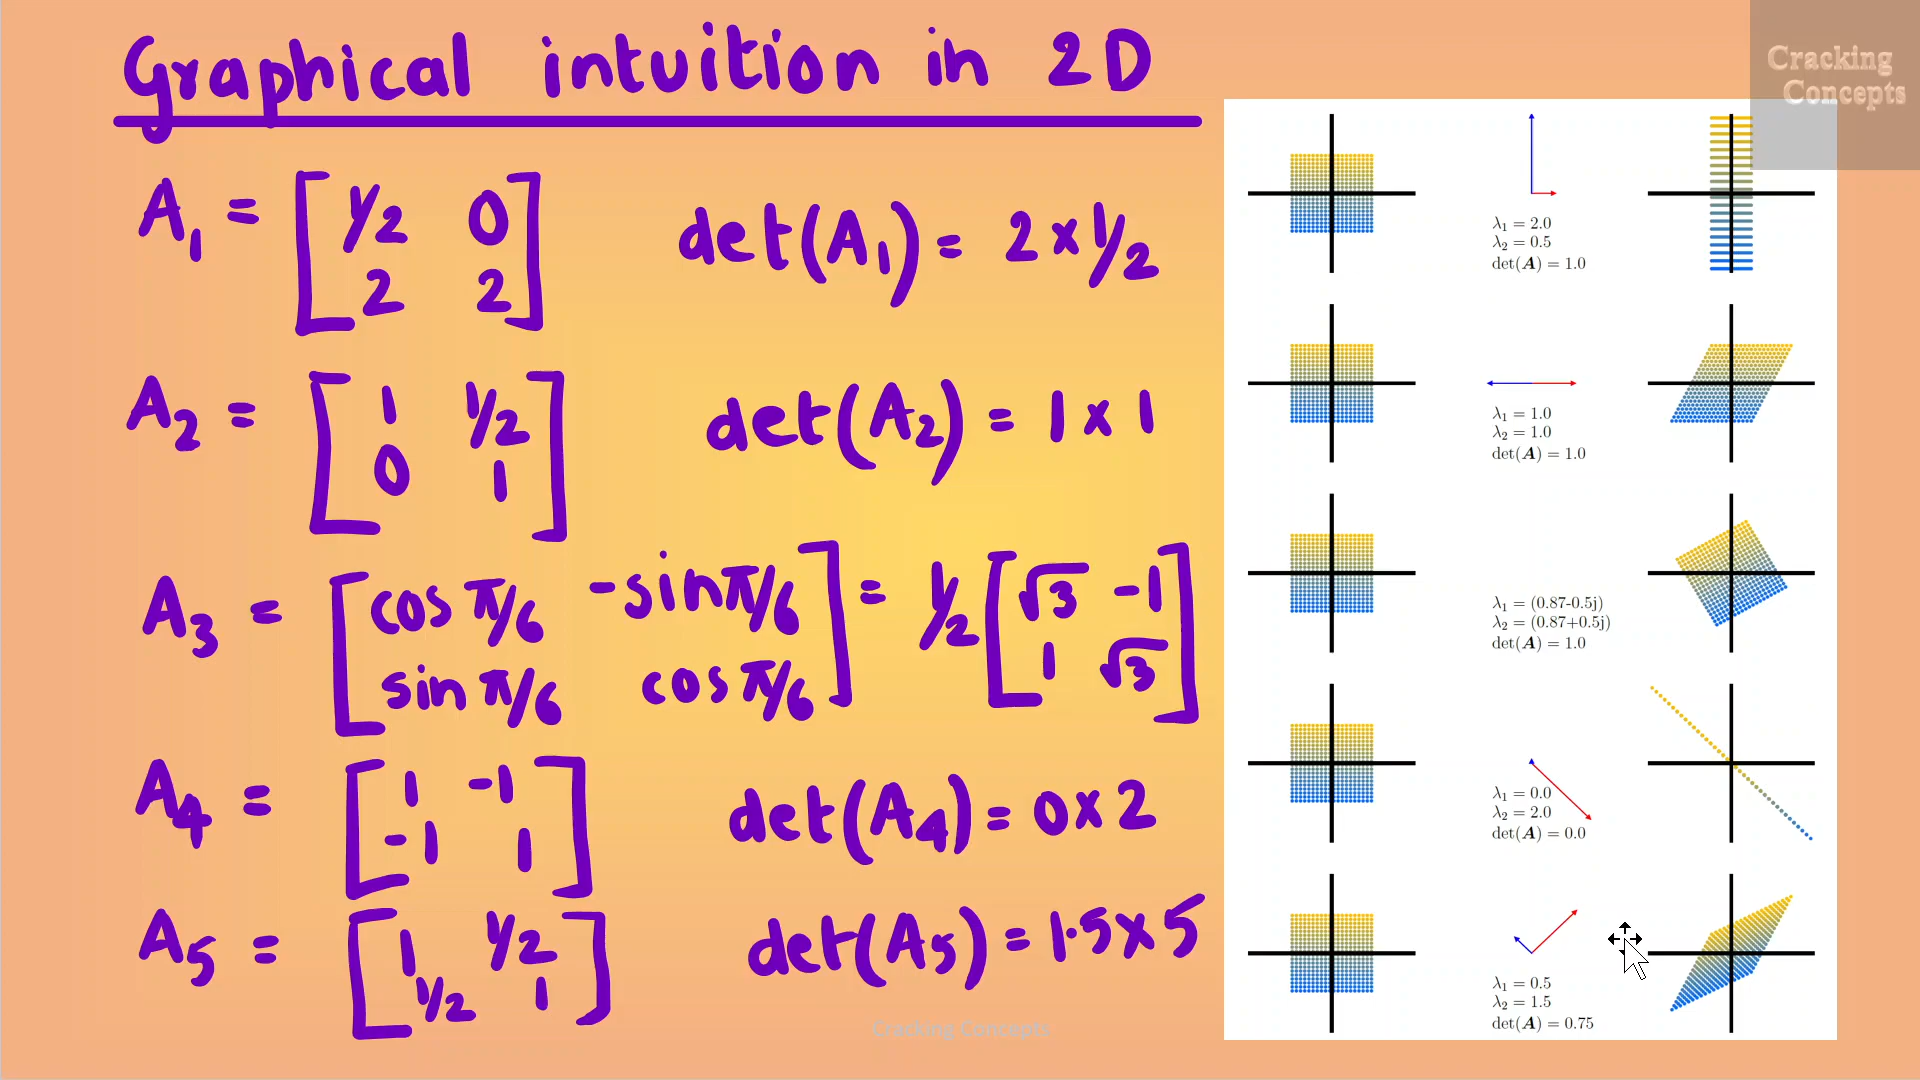 Graphical intuition in 2D
Cracking
Concepts
A1 = [1/2 0
2 2]
det(A1) = 2 × 1/2
λ1 = 2.0
λ2 = 0.5
det(A) = 1.0
A2 = [1 1/2
0 1]
det(A2) = 1 × 1
λ1 = 1.0
λ2 = 1.0
det(A) = 1.0
A3 = [cos π/6 -sin π/6
sin π/6 cos π/6]
= 1/2 [√3 -1
1 √3]
λ1 = (0.87-0.5j)
λ2 = (0.87+0.5j)
det(A) = 1.0
A4 = [1 -1
-1 1]
det(A4) = 0 × 2
λ1 = 0.0
λ2 = 2.0
det(A) = 0.0
A5 = [1 1/2
1/2 1]
det(A5) = 1.5 × 5
λ1 = 0.5
λ2 = 1.5
det(A) = 0.75
Cracking Concepts